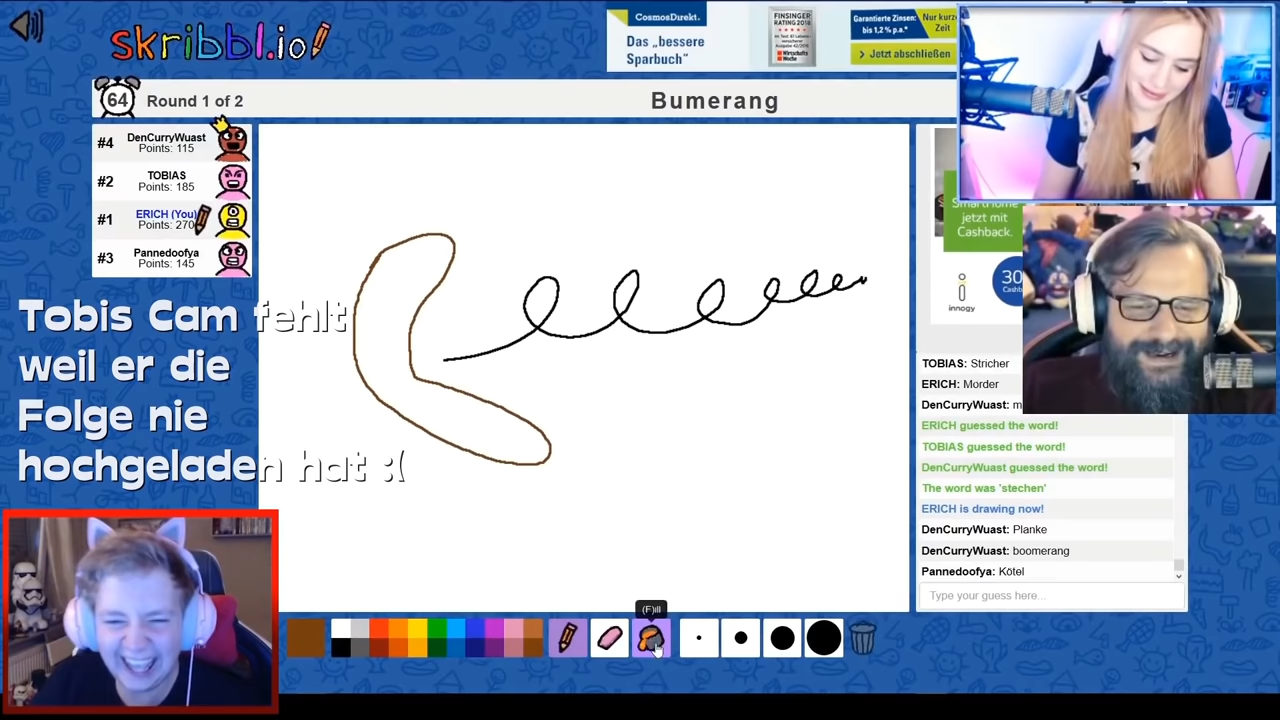 skribbl.io
CosmosDirekt.
Das „bessere
Sparbuch“
FINSINGER
RATING 2018
Garantierte Zinsen:
bis 1,2 % p.a.*
Nur kurze
Zeit
Jetzt abschließen
64
Round 1 of 2
Bumerang
#4
DenCurryWuast
Points: 115
#2
TOBIAS
Points: 185
#1
ERICH (You)
Points: 270
#3
Pannedoofya
Points: 145
Tobis Cam fehlt
weil er die
Folge nie
hochgeladen hat :(
SmartHome
jetzt mit
Cashback.
innogy
30
TOBIAS: Stricher
ERICH: Morder
DenCurryWuast: m
ERICH guessed the word!
TOBIAS guessed the word!
DenCurryWuast guessed the word!
The word was 'stechen'
ERICH is drawing now!
DenCurryWuast: Planke
DenCurryWuast: boomerang
Pannedoofya: Kötel
Type your guess here...
(F)ill